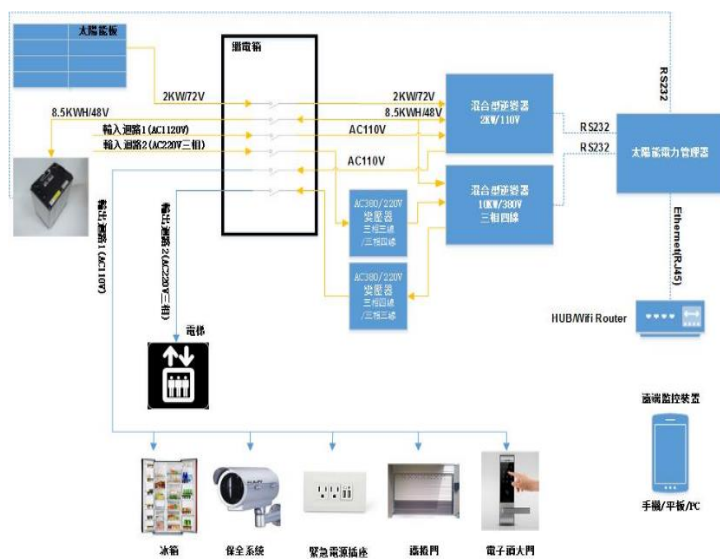 太陽能板
繼電箱
2KW/72V
8.5KWH/48V
輸入迴路1(AC1120V)
輸入迴路2(AC220V三相)
2KW/72V
8.5KWH/48V
AC110V
AC110V
混合型逆變器
2KW/110V
混合型逆變器
10KW/380V
三相四線
RS232
RS232
RS232
太陽能電力管理器
AC380/220V
變壓器
三相三線
/三相四線
AC380/220V
變壓器
三相四線
/三相三線
輸出迴路1(AC110V)
輸出迴路2(AC220V三相)
Ethernet(RJ45)
HUB/Wifi Router
電梯
遠端監控裝置
手機/平板/PC
冰箱
保全系統
緊急電源插座
鐵捲門
電子鎖大門